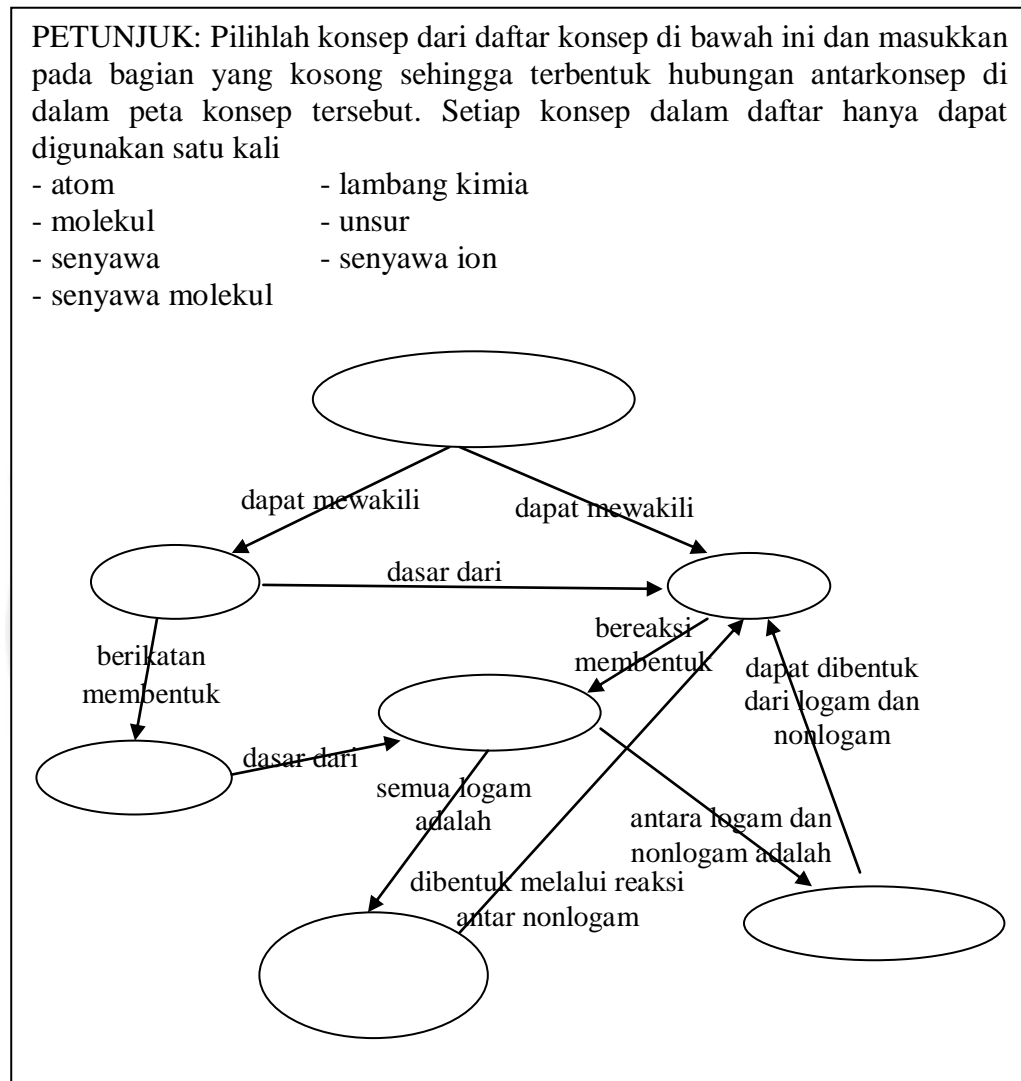 PETUNJUK: Pilihlah konsep dari daftar konsep di bawah ini dan masukkan
pada bagian yang kosong sehingga terbentuk hubungan antarkonsep di
dalam peta konsep tersebut. Setiap konsep dalam daftar hanya dapat
digunakan satu kali
- atom - lambang kimia
- molekul - unsur
- senyawa - senyawa ion
- senyawa molekul
dapat mewakili
dapat mewakili
dasar dari
berikatan
membentuk
bereaksi
membentuk
dapat dibentuk
dari logam dan
nonlogam
dasar dari
semua logam
adalah
antara logam dan
nonlogam adalah
dibentuk melalui reaksi
antar nonlogam